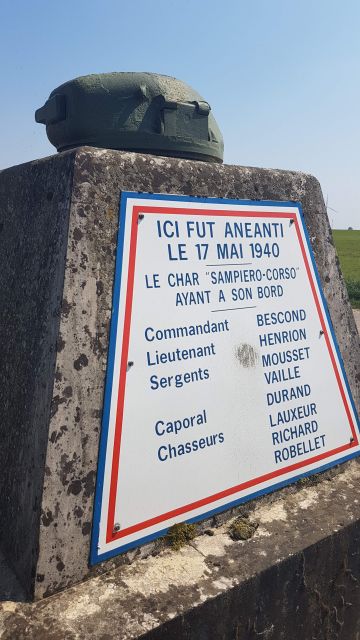 ICI FUT ANEANTI
LE 17 MAI 1940
LE CHAR "SAMPIERO-CORSO"
AYANT A SON BORD
Commandant BESCOND
Lieutenant HENRION
Sergents MOUSSET
VAILLE
Caporal DURAND
Chasseurs LAUXEUR
RICHARD
ROBELLET